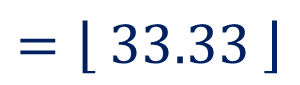 = ⌊ 33.33 ⌋